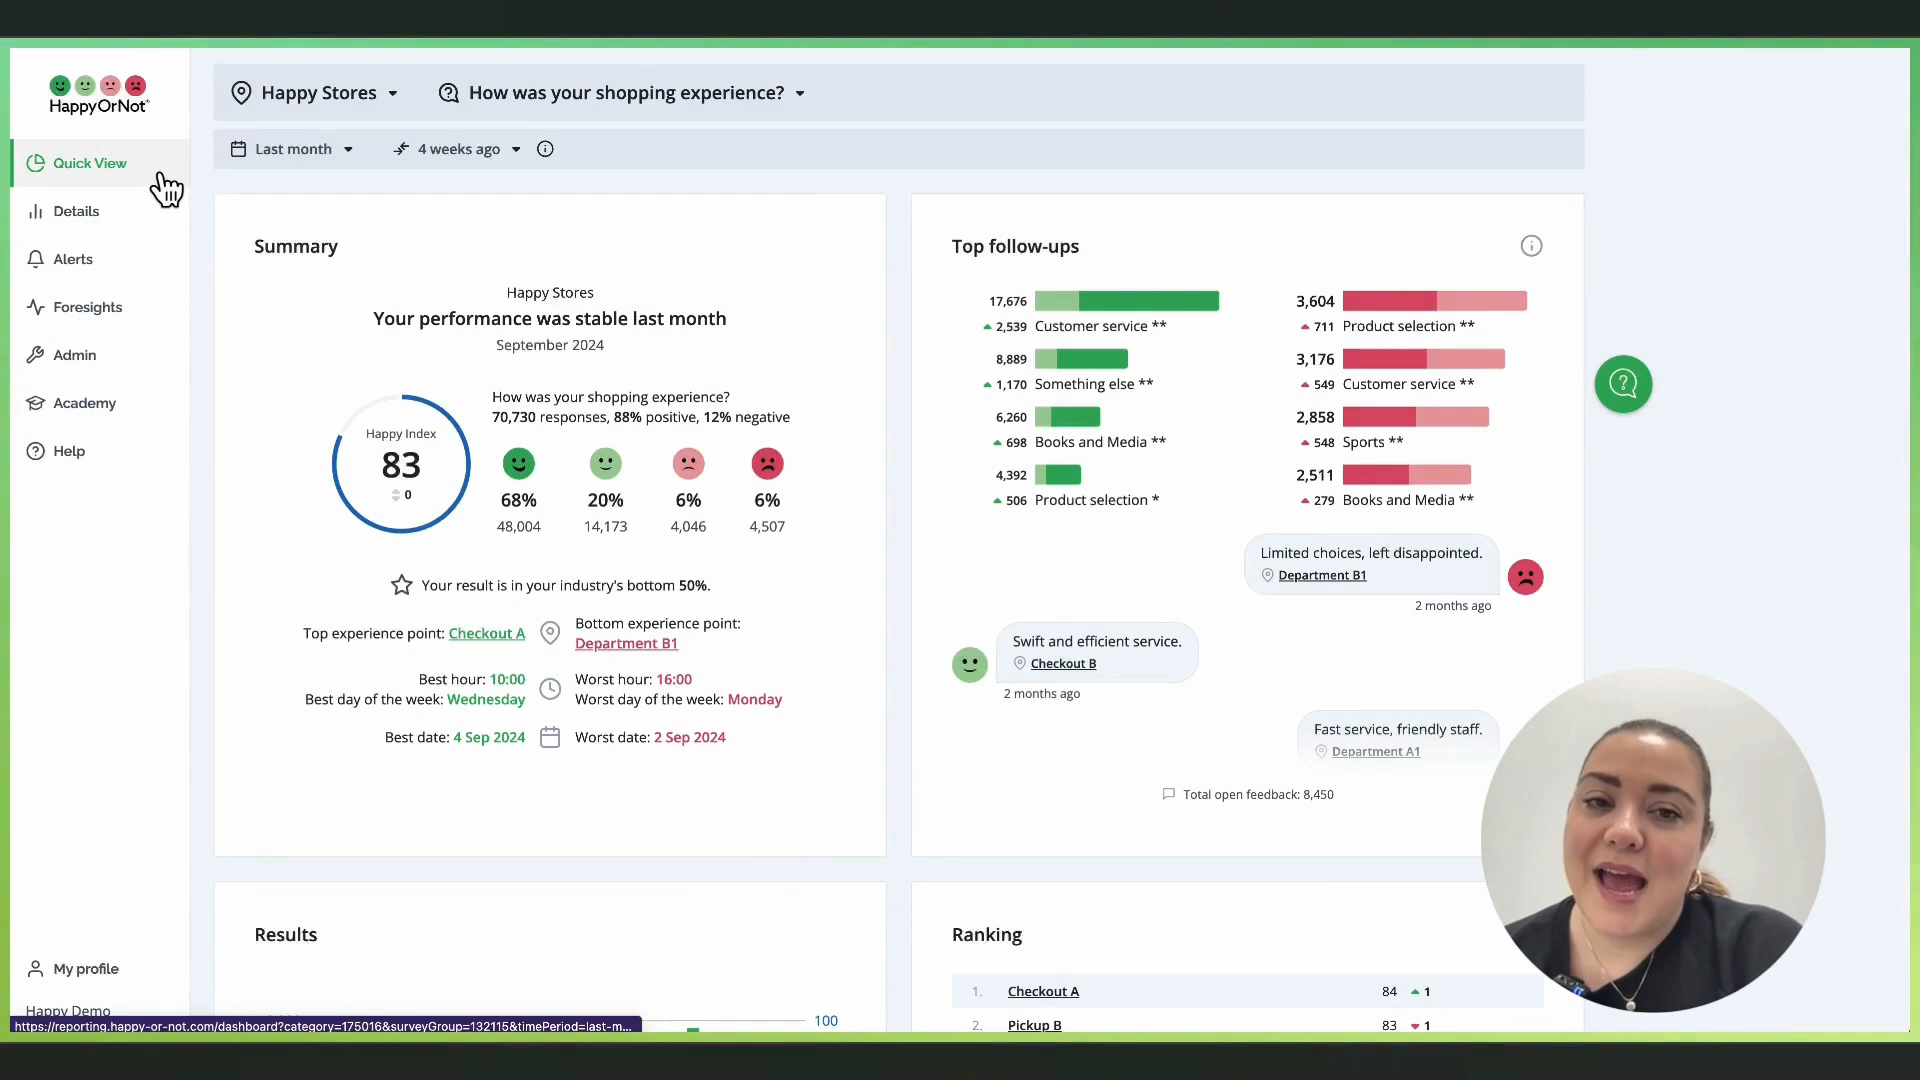 HappyOrNot
Quick View
Details
Alerts
Foresights
Admin
Academy
Help
My profile
Happy Demo
https://reporting.happy-or-not.com/dashboard?category=175016&surveyGroup=132115&timePeriod=last-m...
Happy Stores
How was your shopping experience?
Last month
4 weeks ago
Summary
Happy Stores
Your performance was stable last month
September 2024
Happy Index
83
0
How was your shopping experience?
70,730 responses, 88% positive, 12% negative
68% 20% 6% 6%
48,004 14,173 4,046 4,507
Your result is in your industry's bottom 50%.
Top experience point: Checkout A
Bottom experience point:
Department B1
Best hour: 10:00
Best day of the week: Wednesday
Worst hour: 16:00
Worst day of the week: Monday
Best date: 4 Sep 2024
Worst date: 2 Sep 2024
Top follow-ups
17,676
2,539 Customer service **
8,889
1,170 Something else **
6,260
698 Books and Media **
4,392
506 Product selection *
3,604
711 Product selection **
3,176
549 Customer service **
2,858
548 Sports **
2,511
279 Books and Media **
Limited choices, left disappointed.
Department B1
2 months ago
Swift and efficient service.
Checkout B
2 months ago
Fast service, friendly staff.
Department A1
Total open feedback: 8,450
Results
100
Ranking
1. Checkout A 84 1
2. Pickup B 83 1